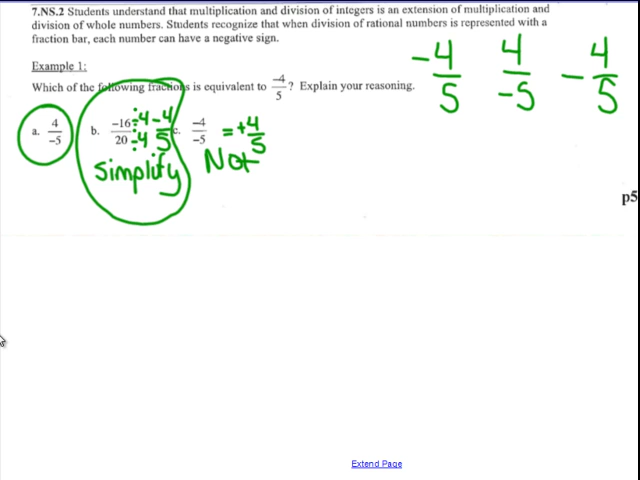 7.NS.2 Students understand that multiplication and division of integers is an extension of multiplication and
division of whole numbers. Students recognize that when division of rational numbers is represented with a
fraction bar, each number can have a negative sign.
-4/5 4/-5 -4/5
Example 1:
Which of the following fractions is equivalent to -4/5? Explain your reasoning.
a. 4/-5 b. -16/20 ÷4/÷4 -4/5 c. -4/-5 = +4/5
Simplify Not
p5
Extend Page